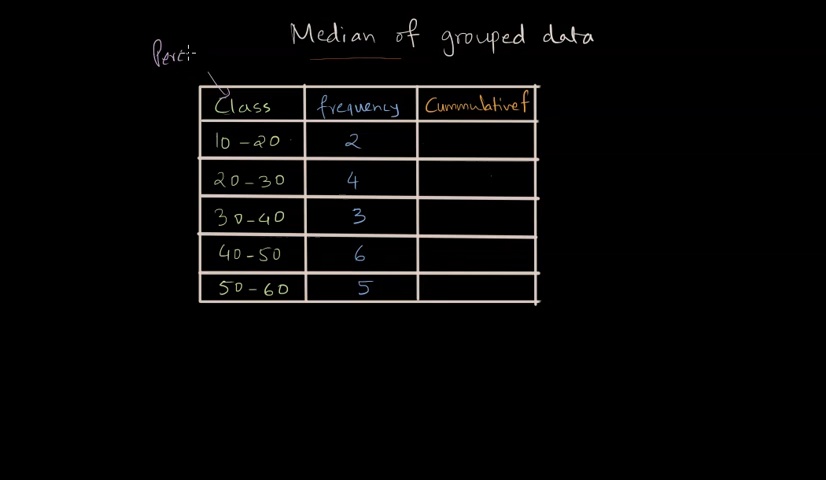 Median of grouped data
Class frequency Cummulativef
10 - 20 2
20 - 30 4
30 - 40 3
40 - 50 6
50 - 60 5